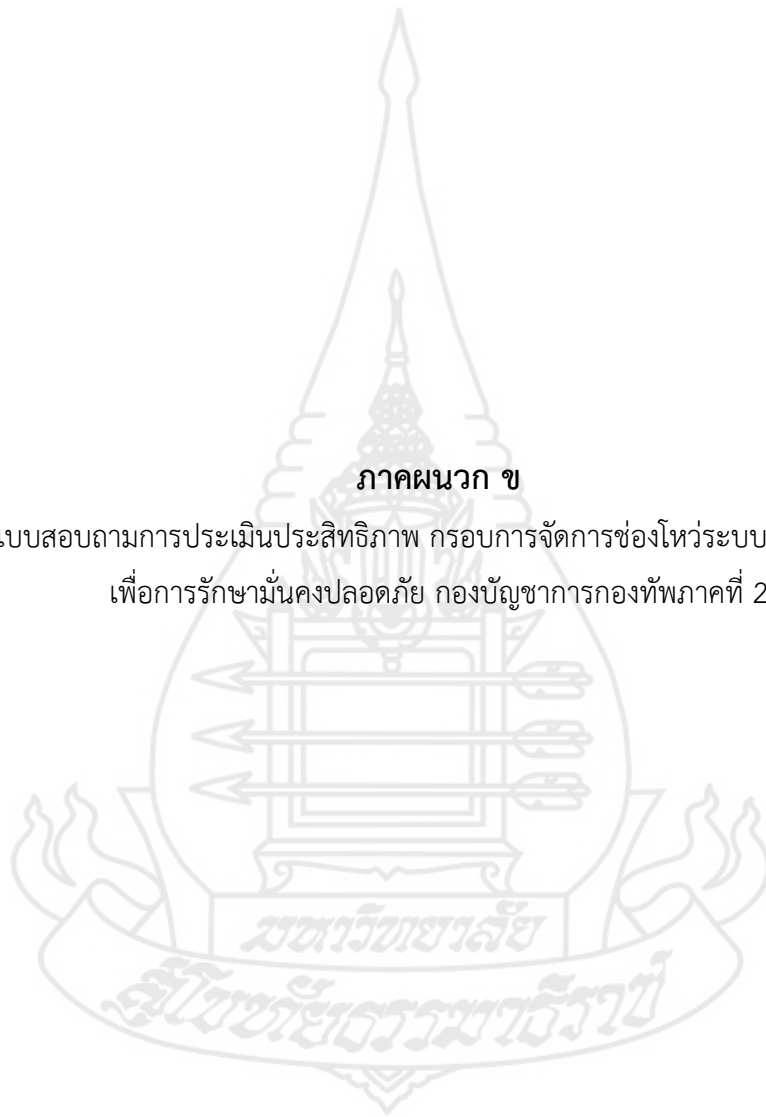 ภาคผนวก ข
แบบสอบถามการประเมินประสิทธิภาพ กรอบการจัดการช่องโหว่ระบบ
เพื่อการรักษามั่นคงปลอดภัย กองบัญชาการกองทัพภาคที่ 2
มหาวิทยาลัย
สุโขทัยธรรมาธิราช